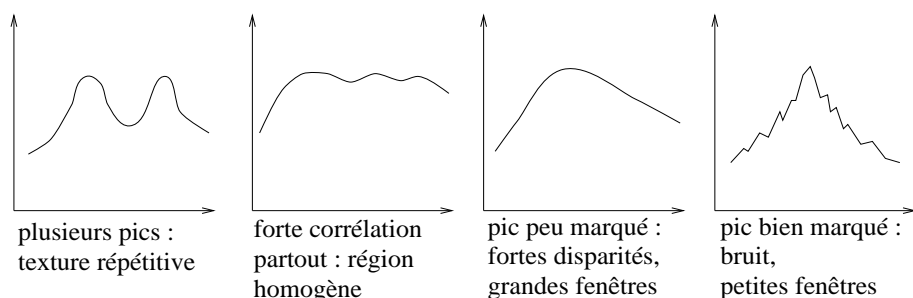 plusieurs pics :
texture répétitive
forte corrélation
partout : région
homogène
pic peu marqué :
fortes disparités,
grandes fenêtres
pic bien marqué :
bruit,
petites fenêtres